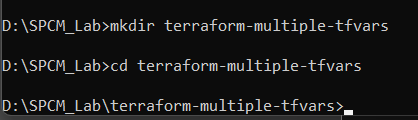 D:\SPCM_Lab>mkdir terraform-multiple-tfvars
D:\SPCM_Lab>cd terraform-multiple-tfvars
D:\SPCM_Lab\terraform-multiple-tfvars>